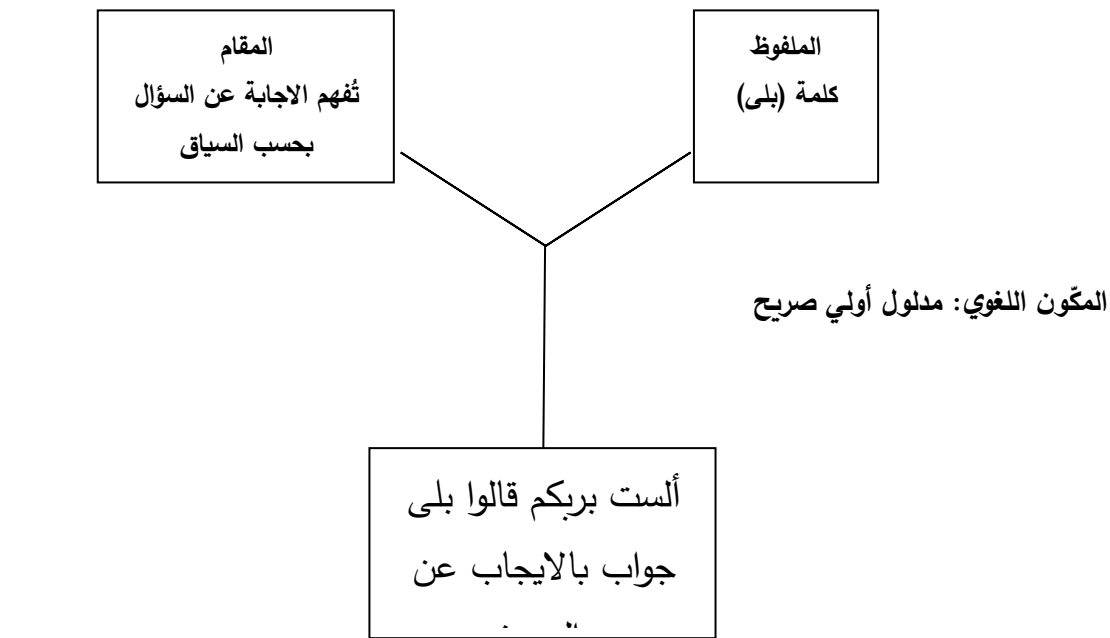 الملفوظ
كلمة (بلى)
المقام
تُفهم الاجابة عن السؤال
بحسب السياق
المكّون اللغوي: مدلول أولي صريح
ألست بربكم قالوا بلى
جواب بالايجاب عن